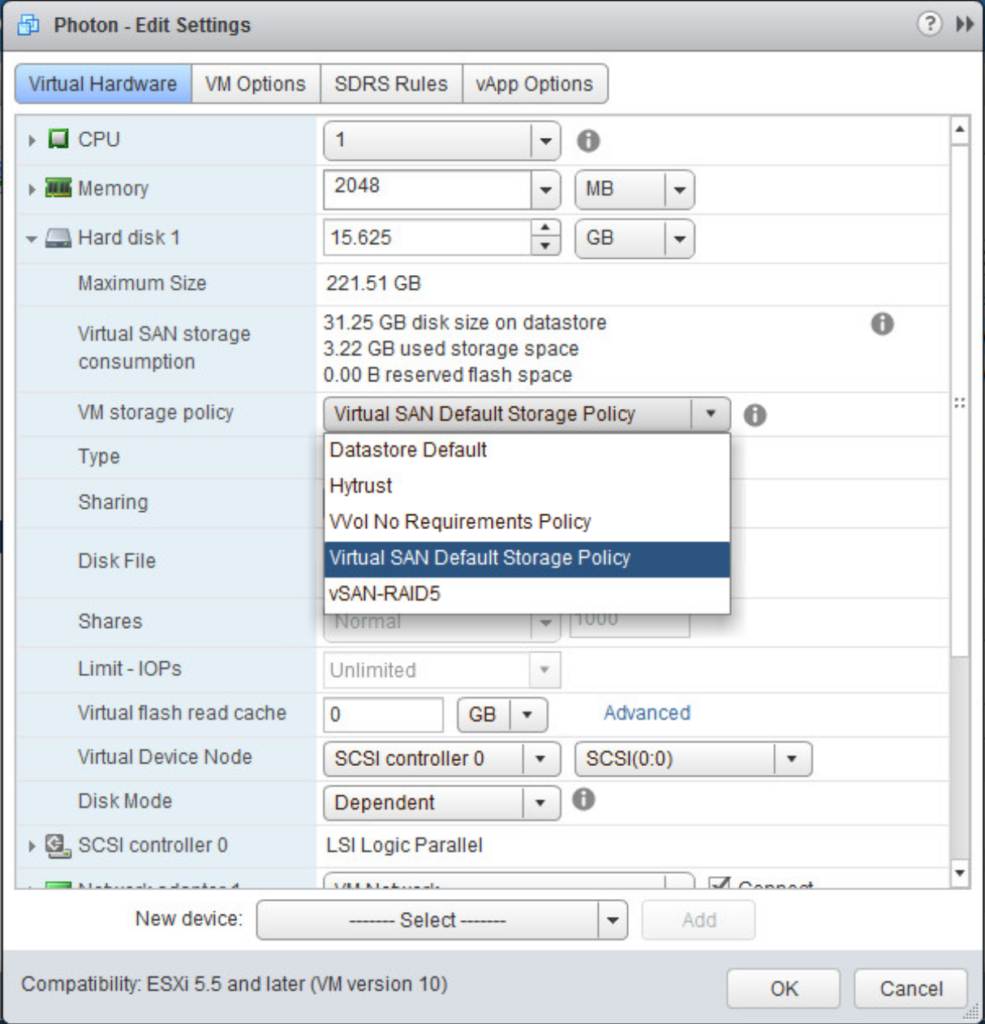 Photon - Edit Settings
Virtual Hardware VM Options SDRS Rules vApp Options
CPU 1
Memory 2048 MB
Hard disk 1 15.625 GB
Maximum Size 221.51 GB
Virtual SAN storage consumption
31.25 GB disk size on datastore
3.22 GB used storage space
0.00 B reserved flash space
VM storage policy Virtual SAN Default Storage Policy
Datastore Default
Hytrust
VVol No Requirements Policy
Virtual SAN Default Storage Policy
vSAN-RAID5
Type
Sharing
Disk File
Shares Normal 1000
Limit - IOPs Unlimited
Virtual flash read cache 0 GB Advanced
Virtual Device Node SCSI controller 0 SCSI(0:0)
Disk Mode Dependent
SCSI controller 0 LSI Logic Parallel
Network adapter 1 VM Network Connect
New device: ------- Select ------- Add
Compatibility: ESXi 5.5 and later (VM version 10) OK Cancel